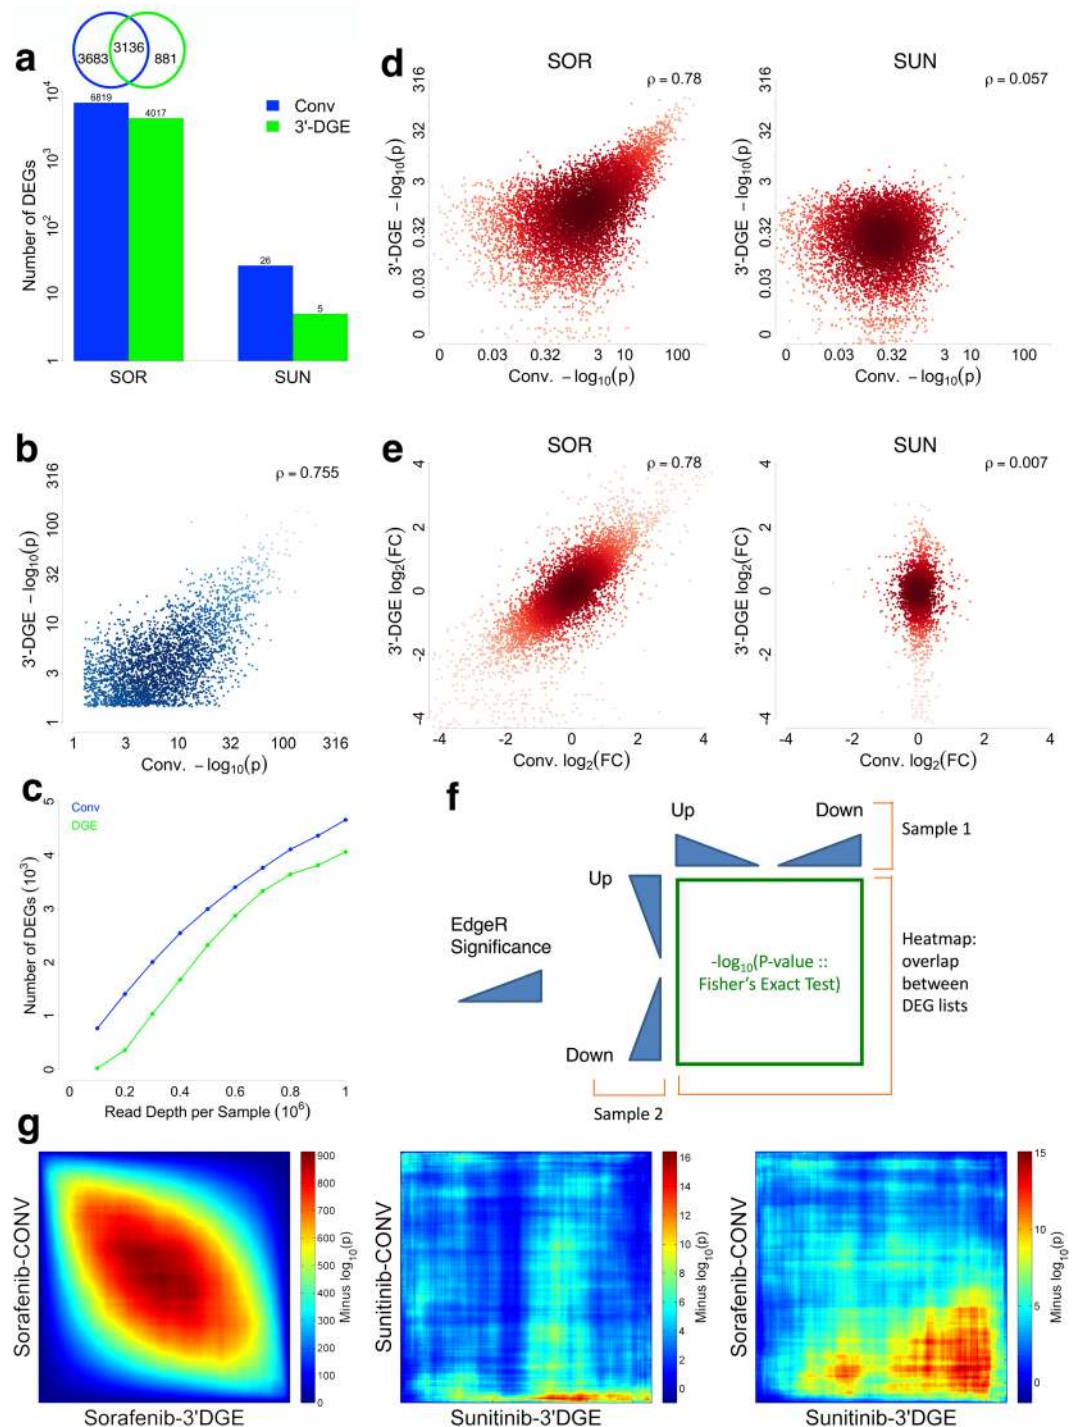 a
3683 3136 881
Number of DEGs
10⁴
10³
10²
10
1
6819
4017
26
5
Conv
3'-DGE
SOR
SUN
b
3'-DGE −log₁₀(p)
316
100
32
10
3
1
ρ = 0.755
1 3 10 32 100 316
Conv. −log₁₀(p)
c
Conv
DGE
Number of DEGs (10³)
5
4
3
2
1
0
0 0.2 0.4 0.6 0.8 1
Read Depth per Sample (10⁶)
d
SOR
ρ = 0.78
3'-DGE −log₁₀(p)
316
32
3
0.32
0.03
0
0 0.03 0.32 3 10 100
Conv. −log₁₀(p)
SUN
ρ = 0.057
3'-DGE −log₁₀(p)
316
32
3
0.32
0.03
0
0 0.03 0.32 3 10 100
Conv. −log₁₀(p)
e
SOR
ρ = 0.78
3'-DGE log₂(FC)
4
2
0
-2
-4
-4 -2 0 2 4
Conv. log₂(FC)
SUN
ρ = 0.007
3'-DGE log₂(FC)
4
2
0
-2
-4
-4 -2 0 2 4
Conv. log₂(FC)
f
Up
Down
Sample 1
Up
EdgeR
Significance
Down
-log₁₀(P-value ::
Fisher's Exact Test)
Heatmap:
overlap
between
DEG lists
Sample 2
g
Sorafenib-CONV
Sorafenib-3'DGE
900
800
700
600
500
400
300
200
100
0
Minus log₁₀(p)
Sunitinib-CONV
Sunitinib-3'DGE
16
14
12
10
8
6
4
2
0
Minus log₁₀(p)
Sorafenib-CONV
Sunitinib-3'DGE
15
10
5
0
Minus log₁₀(p)